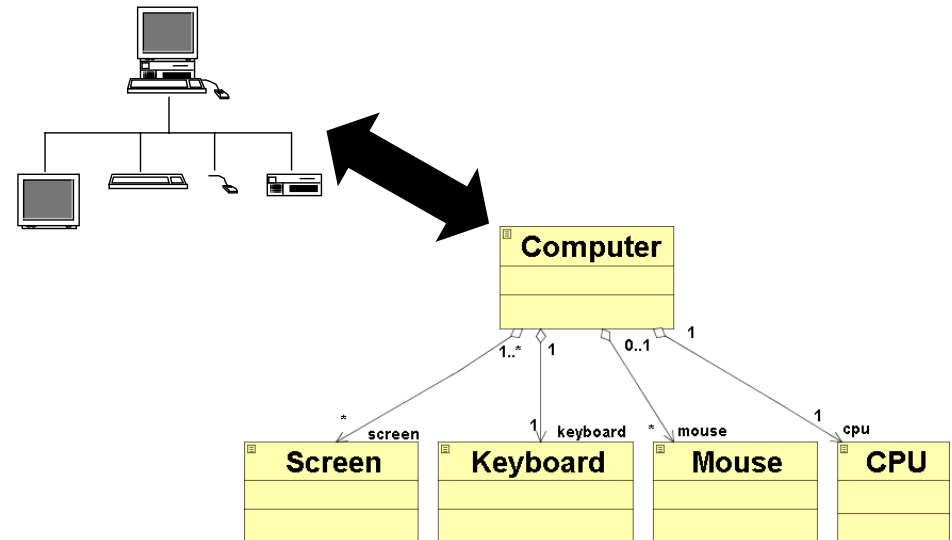 Computer
1..*
1
0..1
1
*
screen
1
keyboard
*
mouse
1
cpu
Screen
Keyboard
Mouse
CPU